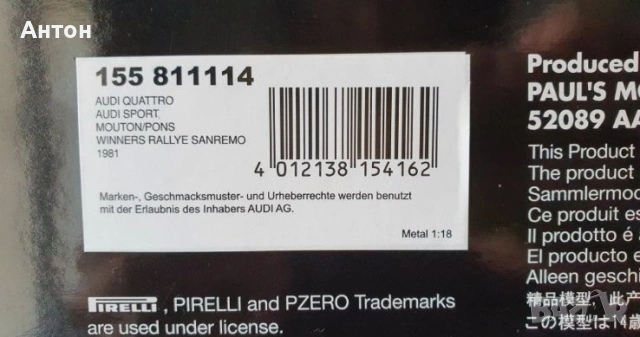 Антон
155 811114
AUDI QUATTRO
AUDI SPORT
MOUTON/PONS
WINNERS RALLYE SANREMO
1981
4 012138 154162
Marken-, Geschmacksmuster- und Urheberrechte werden benutzt
mit der Erlaubnis des Inhabers AUDI AG.
Metal 1:18
PIRELLI , PIRELLI and PZERO Trademarks
are used under license.
Produced
PAUL'S M
52089 AA
This Product
The product
Sammlermod
Ce produit es
Il prodotto é
El producto e
Alleen geschi
精品模型，此产
この模型は14歳